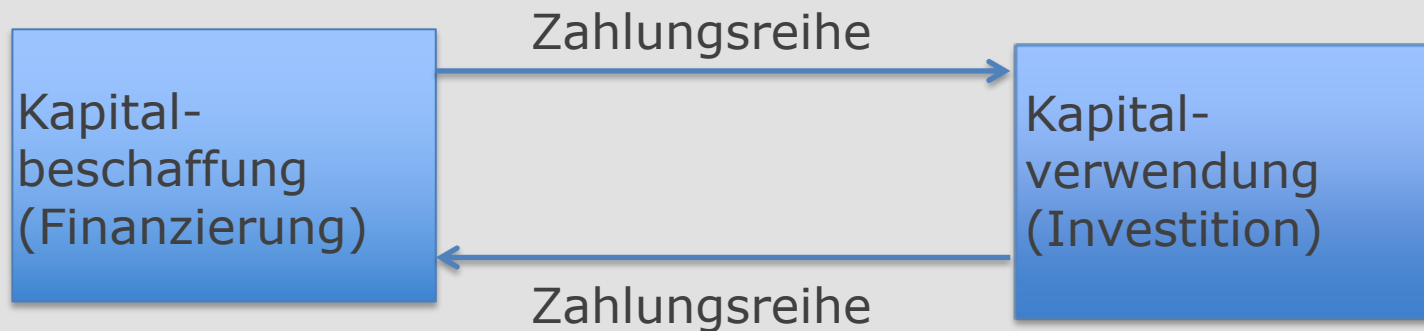 Zahlungsreihe
Kapital-
beschaffung
(Finanzierung)
Kapital-
verwendung
(Investition)
Zahlungsreihe